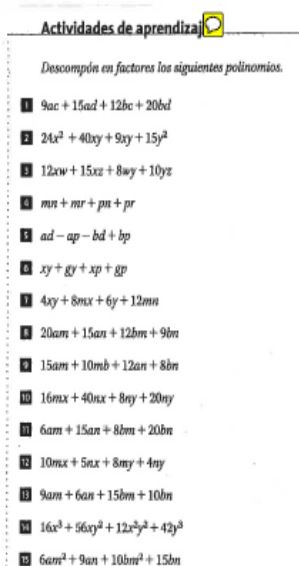 Actividades de aprendizaj
Descompón en factores los siguientes polinomios.
1 9ac + 15ad + 12bc + 20bd
2 24x² + 40xy + 9xy + 15y²
3 12xw + 15xz + 8wy + 10yz
4 mn + mr + pn + pr
5 ad – ap – bd + bp
6 xy + gy + xp + gp
7 4xy + 8mx + 6y + 12mn
8 20am + 15an + 12bm + 9bn
9 15am + 10mb + 12an + 8bn
10 16mx + 40nx + 8ny + 20ny
11 6am + 15an + 8bm + 20bn
12 10mx + 5nx + 8my + 4ny
13 9am + 6an + 15bm + 10bn
14 16x³ + 56xy² + 12x²y² + 42y³
15 6am² + 9an + 10bm² + 15bn